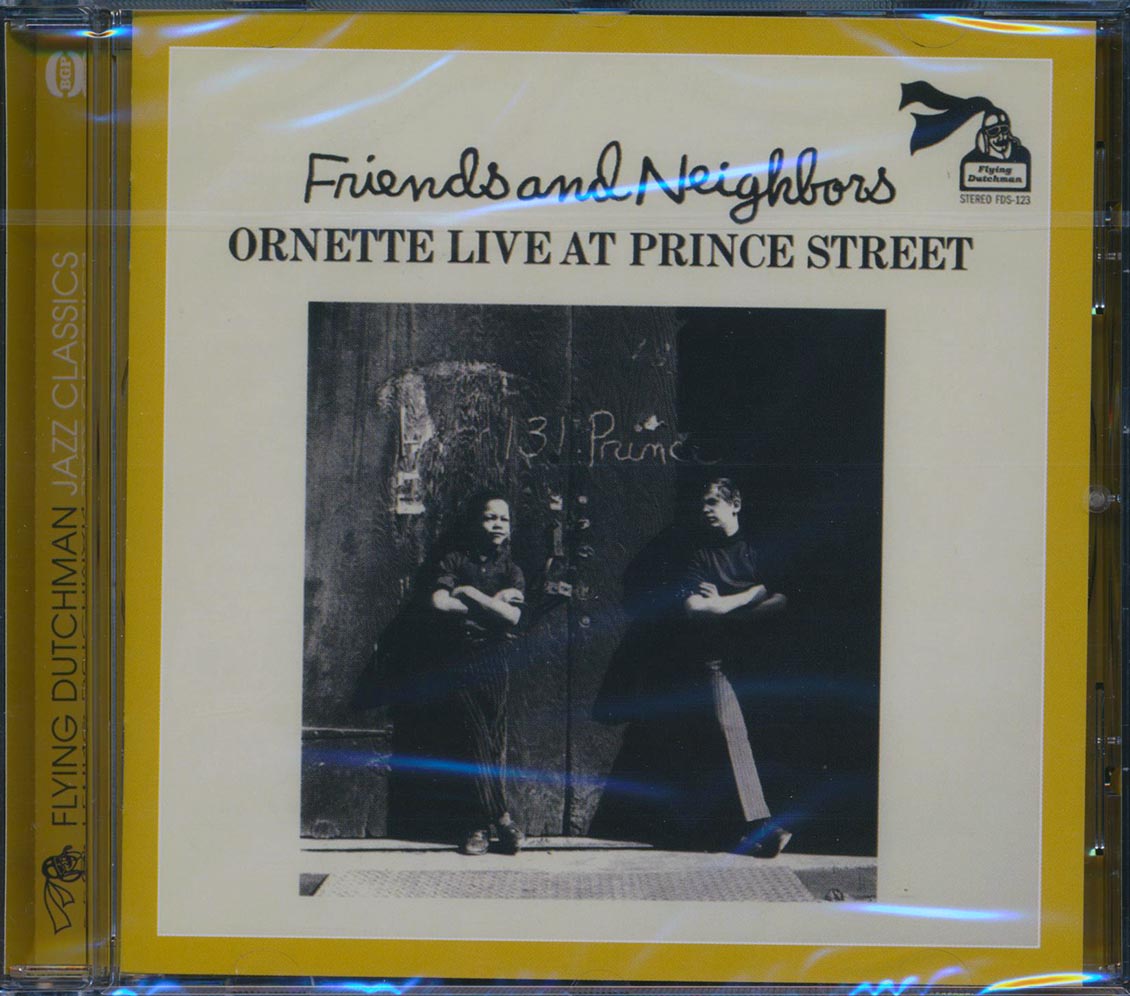 BGP
FLYING DUTCHMAN JAZZ CLASSICS
Friends and Neighbors
ORNETTE LIVE AT PRINCE STREET
Flying
Dutchman
STEREO FDS-123
131 Prince